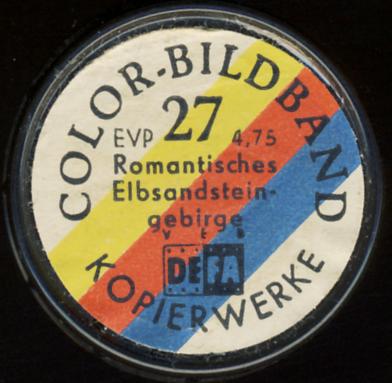 COLOR-BILDBAND
27
EVP 4,75
Romantisches
Elbsandstein-
gebirge
VEB
DEFA
KOPIERWERKE